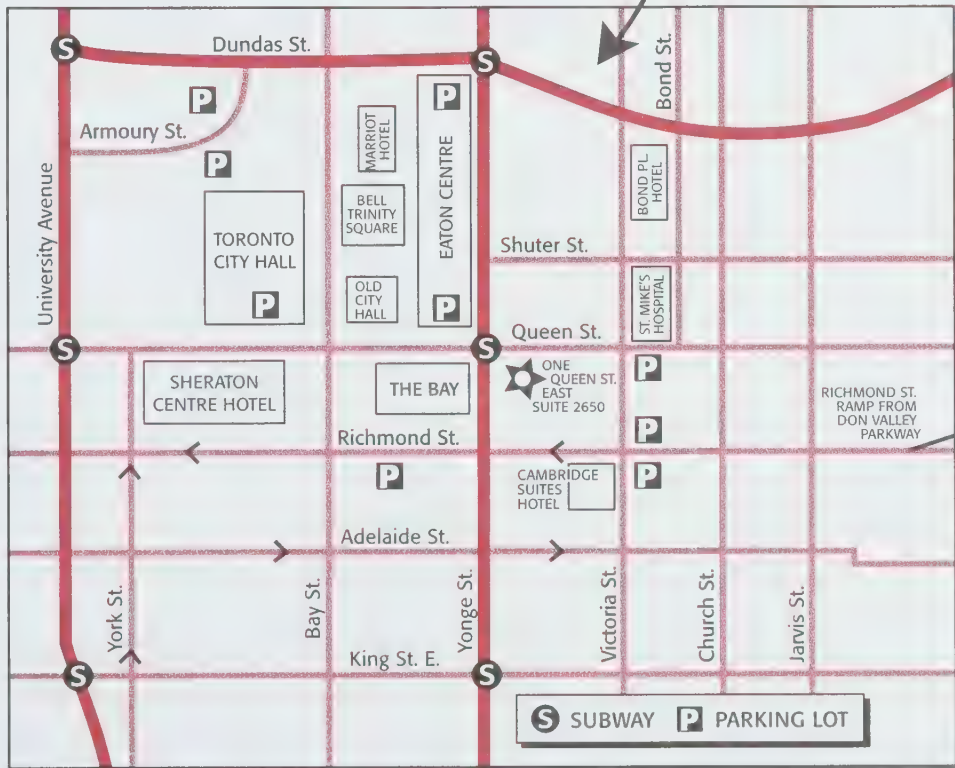 S
Dundas St.
S
Bond St.
P
P
Armoury St.
P
MARRIOT
HOTEL
EATON CENTRE
BOND PL.
HOTEL
University Avenue
TORONTO
CITY HALL
P
BELL
TRINITY
SQUARE
OLD
CITY
HALL
P
Shuter St.
ST. MIKE'S
HOSPITAL
S
S
Queen St.
SHERATON
CENTRE HOTEL
THE BAY
ONE
QUEEN ST.
EAST
SUITE 2650
P
P
RICHMOND ST.
RAMP FROM
DON VALLEY
PARKWAY
Richmond St.
P
CAMBRIDGE
SUITES
HOTEL
P
Adelaide St.
York St.
Bay St.
Yonge St.
Victoria St.
Church St.
Jarvis St.
S
King St. E.
S
S SUBWAY P PARKING LOT